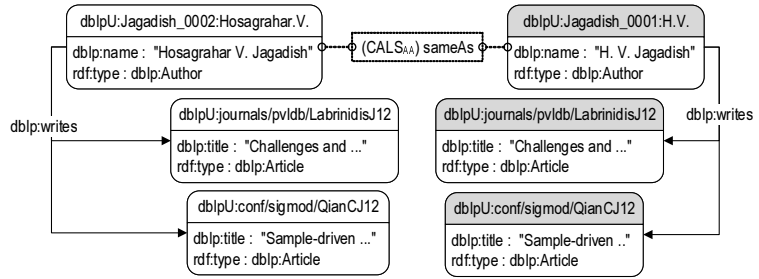 dblpU:Jagadish_0002:Hosagrahar.V.
dblp:name : "Hosagrahar V. Jagadish"
rdf:type : dblp:Author
(CALSAA) sameAs
dblpU:Jagadish_0001:H.V.
dblp:name : "H. V. Jagadish"
rdf:type : dblp:Author
dblp:writes
dblpU:journals/pvldb/LabrinidisJ12
dblp:title : "Challenges and ..."
rdf:type : dblp:Article
dblpU:journals/pvldb/LabrinidisJ12
dblp:title : "Challenges and ..."
rdf:type : dblp:Article
dblp:writes
dblpU:conf/sigmod/QianCJ12
dblp:title : "Sample-driven ..."
rdf:type : dblp:Article
dblpU:conf/sigmod/QianCJ12
dblp:title : "Sample-driven .."
rdf:type : dblp:Article